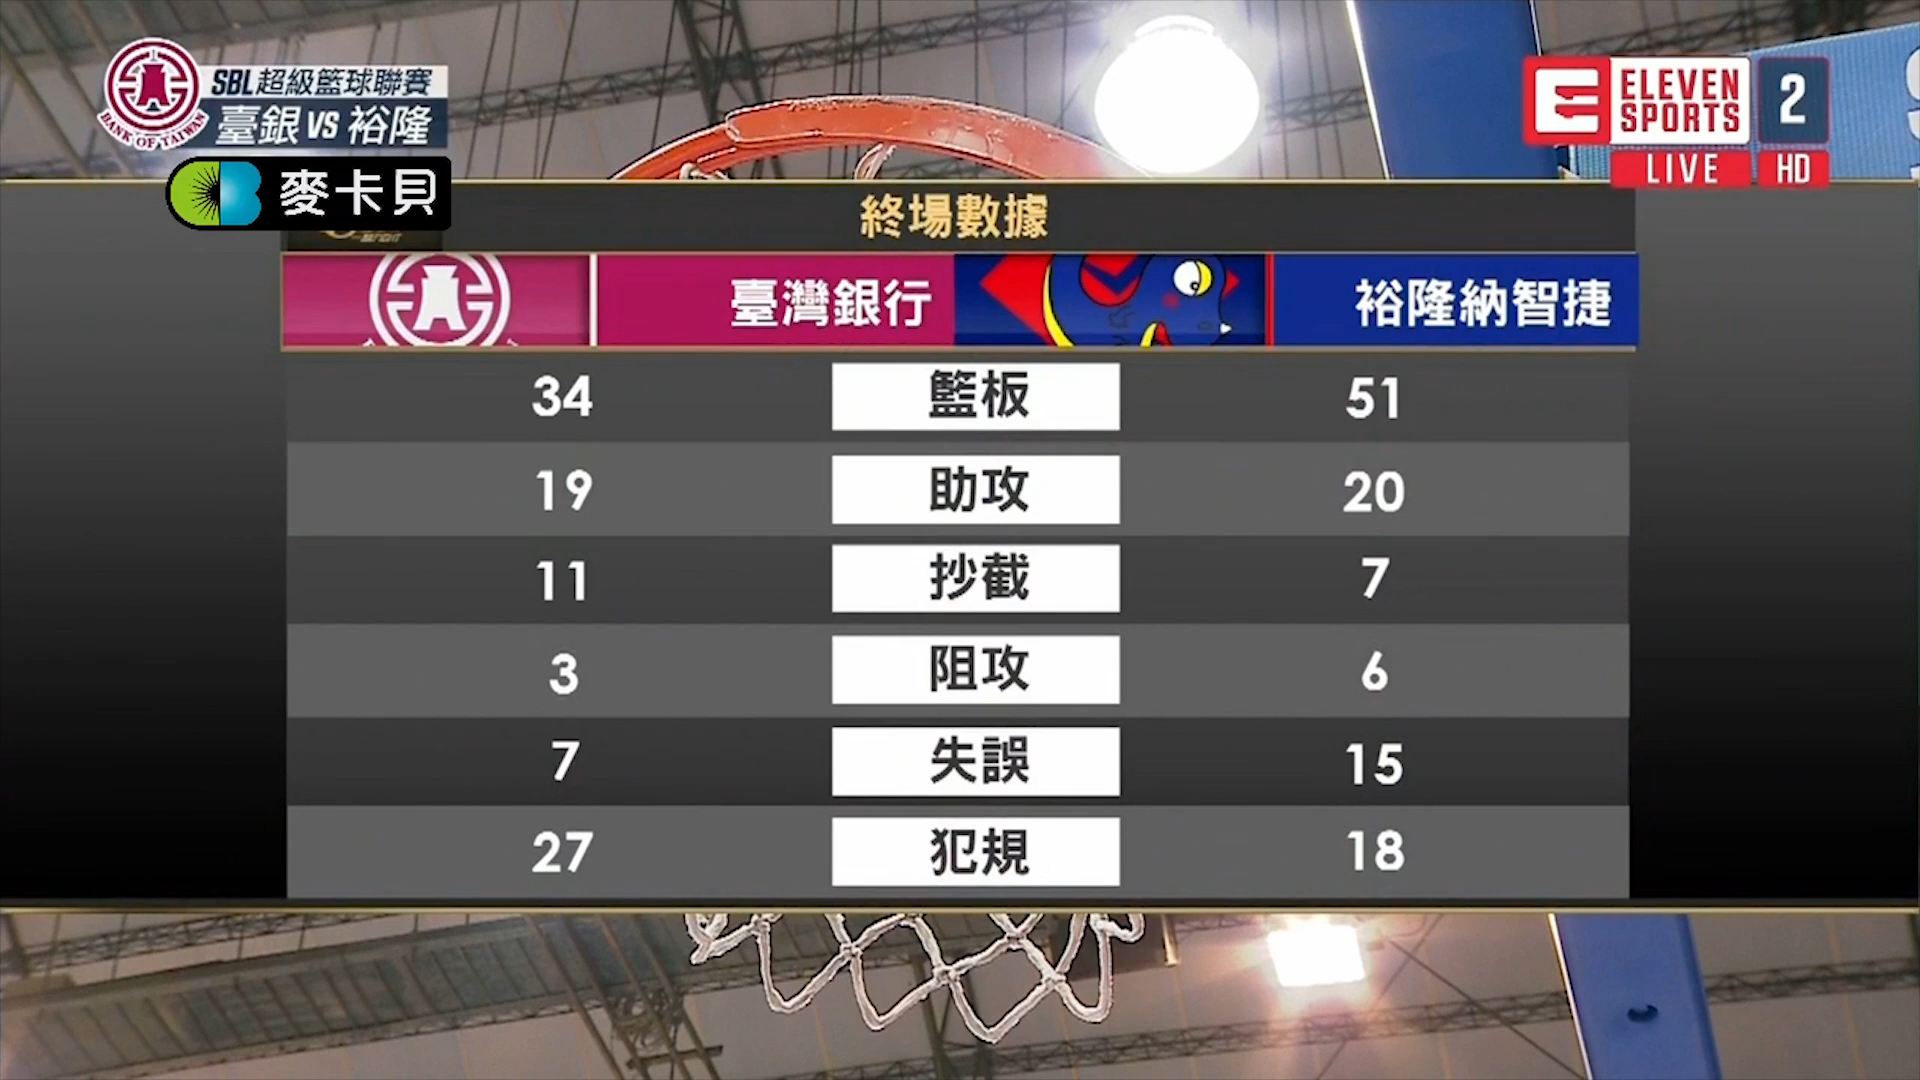 SBL超級籃球聯賽
臺銀 VS 裕隆
BANK OF TAIWAN
麥卡貝
ELEVEN SPORTS 2
LIVE HD
終場數據
臺灣銀行 裕隆納智捷
34 籃板 51
19 助攻 20
11 抄截 7
3 阻攻 6
7 失誤 15
27 犯規 18